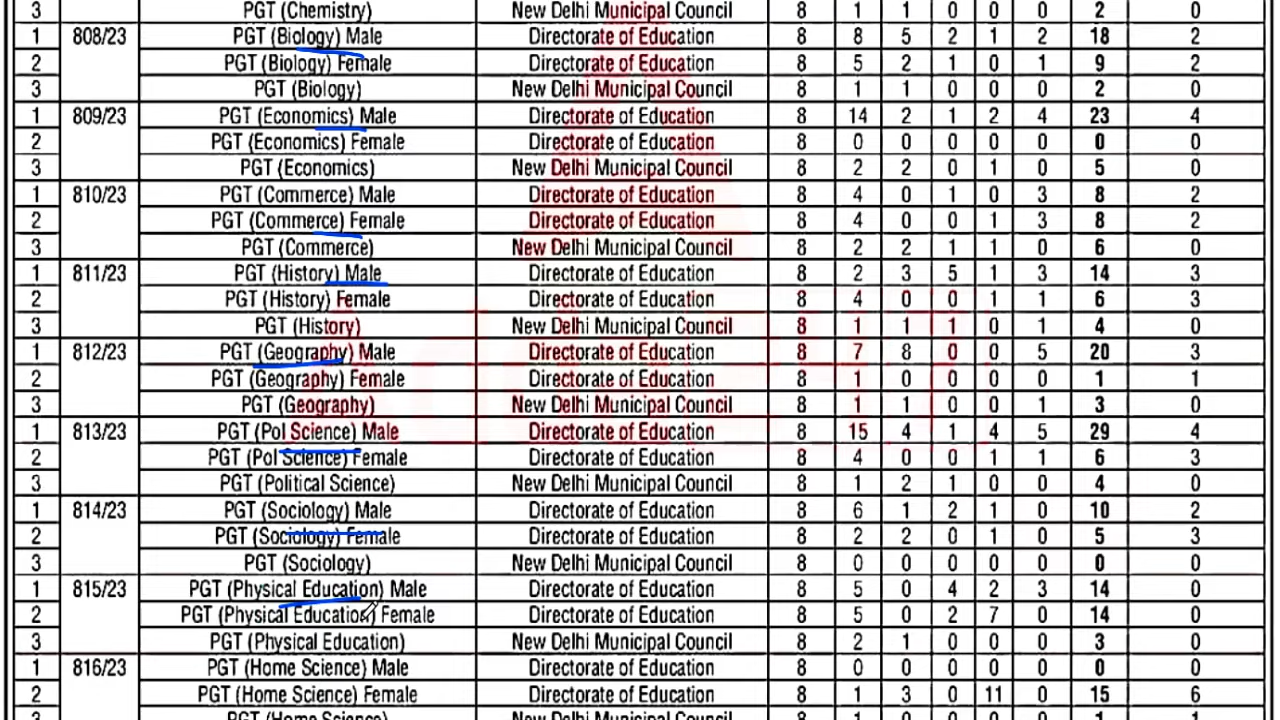 3 PGT (Chemistry) New Delhi Municipal Council 8 1 1 0 0 0 2 0
1 808/23 PGT (Biology) Male Directorate of Education 8 8 5 2 1 2 18 2
2 PGT (Biology) Female Directorate of Education 8 5 2 1 0 1 9 2
3 PGT (Biology) New Delhi Municipal Council 8 1 1 0 0 0 2 0
1 809/23 PGT (Economics) Male Directorate of Education 8 14 2 1 2 4 23 4
2 PGT (Economics) Female Directorate of Education 8 0 0 0 0 0 0 0
3 PGT (Economics) New Delhi Municipal Council 8 2 2 0 1 0 5 0
1 810/23 PGT (Commerce) Male Directorate of Education 8 4 0 1 0 3 8 2
2 PGT (Commerce) Female Directorate of Education 8 4 0 0 1 3 8 2
3 PGT (Commerce) New Delhi Municipal Council 8 2 2 1 1 0 6 0
1 811/23 PGT (History) Male Directorate of Education 8 2 3 5 1 3 14 3
2 PGT (History) Female Directorate of Education 8 4 0 0 1 1 6 3
3 PGT (History) New Delhi Municipal Council 8 1 1 1 0 1 4 0
1 812/23 PGT (Geography) Male Directorate of Education 8 7 8 0 0 5 20 3
2 PGT (Geography) Female Directorate of Education 8 1 0 0 0 0 1 1
3 PGT (Geography) New Delhi Municipal Council 8 1 1 0 0 1 3 0
1 813/23 PGT (Pol Science) Male Directorate of Education 8 15 4 1 4 5 29 4
2 PGT (Pol Science) Female Directorate of Education 8 4 0 0 1 1 6 3
3 PGT (Political Science) New Delhi Municipal Council 8 1 2 1 0 0 4 0
1 814/23 PGT (Sociology) Male Directorate of Education 8 6 1 2 1 0 10 2
2 PGT (Sociology) Female Directorate of Education 8 2 2 0 1 0 5 3
3 PGT (Sociology) New Delhi Municipal Council 8 0 0 0 0 0 0 0
1 815/23 PGT (Physical Education) Male Directorate of Education 8 5 0 4 2 3 14 0
2 PGT (Physical Education) Female Directorate of Education 8 5 0 2 7 0 14 0
3 PGT (Physical Education) New Delhi Municipal Council 8 2 1 0 0 0 3 0
1 816/23 PGT (Home Science) Male Directorate of Education 8 0 0 0 0 0 0 0
2 PGT (Home Science) Female Directorate of Education 8 1 3 0 11 0 15 6
3 PGT (Home Science) New Delhi Municipal Council 8 1 0 0 0 0 1 1